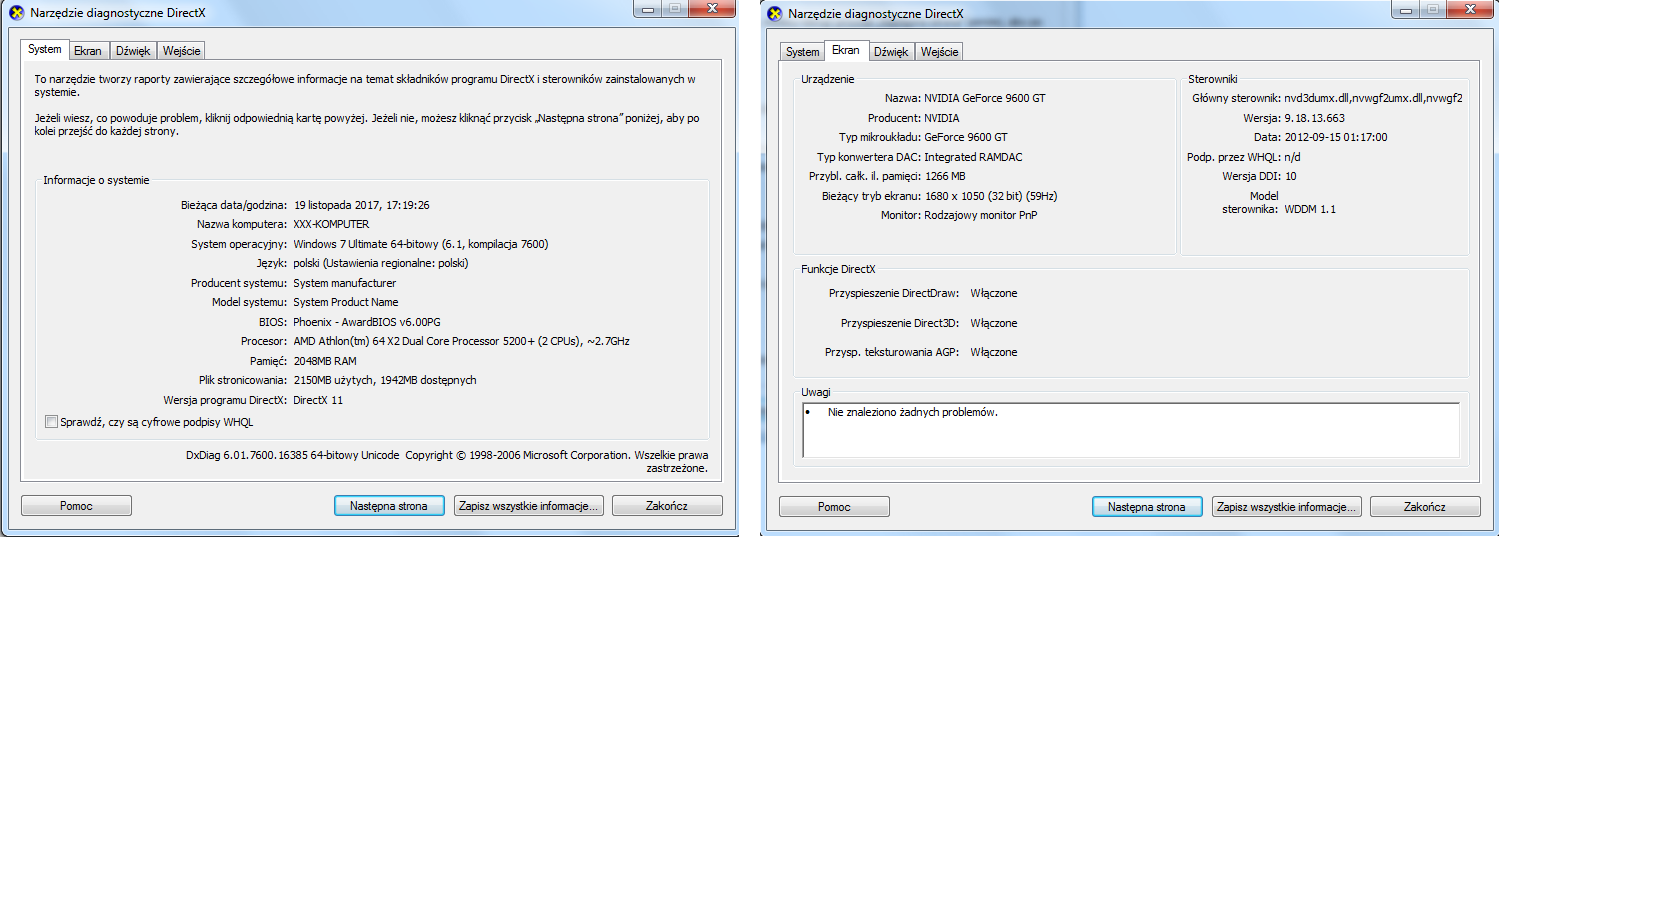 Narzędzie diagnostyczne DirectX
System Ekran Dźwięk Wejście
To narzędzie tworzy raporty zawierające szczegółowe informacje na temat składników programu DirectX i sterowników zainstalowanych w
systemie.
Jeżeli wiesz, co powoduje problem, kliknij odpowiednią kartę powyżej. Jeżeli nie, możesz kliknąć przycisk „Następna strona” poniżej, aby po
kolei przejść do każdej strony.
Informacje o systemie
Bieżąca data/godzina: 19 listopada 2017, 17:19:26
Nazwa komputera: XXX-KOMPUTER
System operacyjny: Windows 7 Ultimate 64-bitowy (6.1, kompilacja 7600)
Język: polski (Ustawienia regionalne: polski)
Producent systemu: System manufacturer
Model systemu: System Product Name
BIOS: Phoenix - AwardBIOS v6.00PG
Procesor: AMD Athlon(tm) 64 X2 Dual Core Processor 5200+ (2 CPUs), ~2.7GHz
Pamięć: 2048MB RAM
Plik stronicowania: 2150MB użytych, 1942MB dostępnych
Wersja programu DirectX: DirectX 11
Sprawdź, czy są cyfrowe podpisy WHQL
DxDiag 6.01.7600.16385 64-bitowy Unicode Copyright © 1998-2006 Microsoft Corporation. Wszelkie prawa
zastrzeżone.
Pomoc Następna strona Zapisz wszystkie informacje... Zakończ
Narzędzie diagnostyczne DirectX
System Ekran Dźwięk Wejście
Urządzenie
Nazwa: NVIDIA GeForce 9600 GT
Producent: NVIDIA
Typ mikroukładu: GeForce 9600 GT
Typ konwertera DAC: Integrated RAMDAC
Przybl. całk. il. pamięci: 1266 MB
Bieżący tryb ekranu: 1680 x 1050 (32 bit) (59Hz)
Monitor: Rodzajowy monitor PnP
Sterowniki
Główny sterownik: nvd3dumx.dll,nvwgf2umx.dll,nvwgf2
Wersja: 9.18.13.663
Data: 2012-09-15 01:17:00
Podp. przez WHQL: n/d
Wersja DDI: 10
Model
sterownika: WDDM 1.1
Funkcje DirectX
Przyspieszenie DirectDraw: Włączone
Przyspieszenie Direct3D: Włączone
Przysp. teksturowania AGP: Włączone
Uwagi
• Nie znaleziono żadnych problemów.
Pomoc Następna strona Zapisz wszystkie informacje... Zakończ